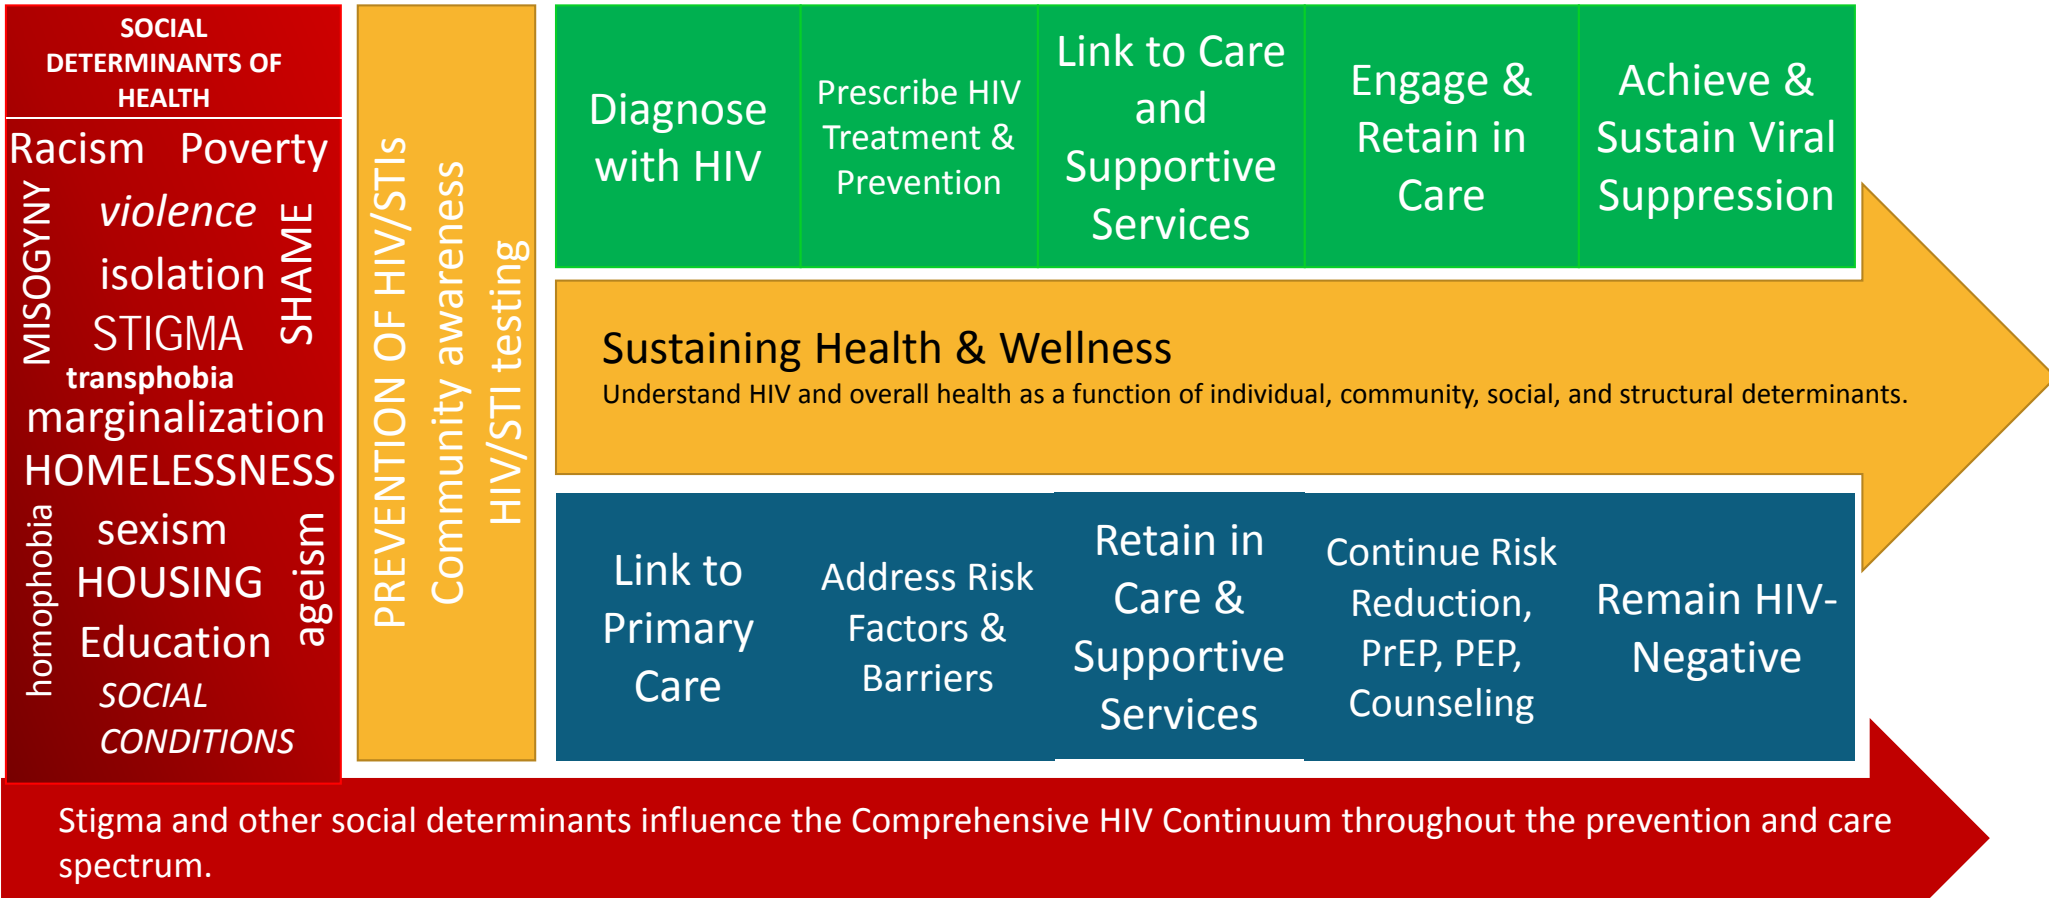 SOCIAL
DETERMINANTS OF
HEALTH
Racism Poverty
MISOGYNY
violence
SHAME
isolation
STIGMA
transphobia
marginalization
HOMELESSNESS
homophobia
sexism
ageism
HOUSING
Education
SOCIAL
CONDITIONS
PREVENTION OF HIV/STIs
Community awareness
HIV/STI testing
Diagnose
with HIV
Prescribe HIV
Treatment &
Prevention
Link to Care
and
Supportive
Services
Engage &
Retain in
Care
Achieve &
Sustain Viral
Suppression
Sustaining Health & Wellness
Understand HIV and overall health as a function of individual, community, social, and structural determinants.
Link to
Primary
Care
Address Risk
Factors &
Barriers
Retain in
Care &
Supportive
Services
Continue Risk
Reduction,
PrEP, PEP,
Counseling
Remain HIV-
Negative
Stigma and other social determinants influence the Comprehensive HIV Continuum throughout the prevention and care
spectrum.